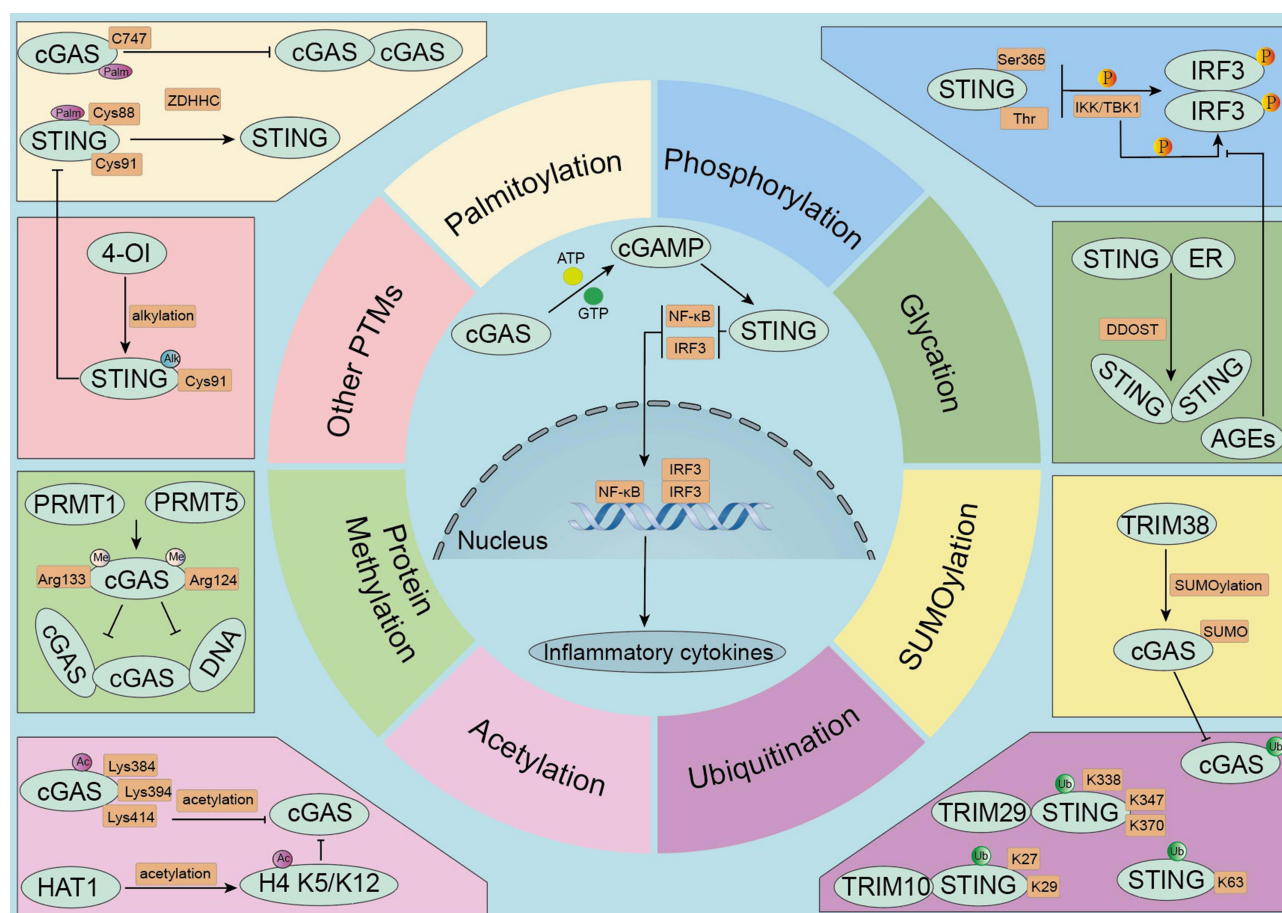 C747
cGAS
Palm
cGAS
cGAS
Palm
Cys88
ZDHHC
STING
Cys91
STING
Ser365
STING
Thr
P
IKK/TBK1
P
IRF3
P
IRF3
P
Palmitoylation
Phosphorylation
Glycation
SUMOylation
Ubiquitination
Acetylation
Protein
Methylation
Other PTMs
cGAMP
ATP
GTP
cGAS
NF-κB
IRF3
STING
IRF3
NF-κB
IRF3
Nucleus
Inflammatory cytokines
4-OI
alkylation
Alk
STING
Cys91
STING
ER
DDOST
STING
STING
AGEs
PRMT1
PRMT5
Me
Me
Arg133
cGAS
Arg124
cGAS
cGAS
DNA
TRIM38
SUMOylation
SUMO
cGAS
Ac
Lys384
cGAS
Lys394
Lys414
acetylation
cGAS
HAT1
acetylation
Ac
H4 K5/K12
Ub
cGAS
Ub
K338
TRIM29
STING
K347
K370
Ub
K27
TRIM10
STING
K29
Ub
STING
K63